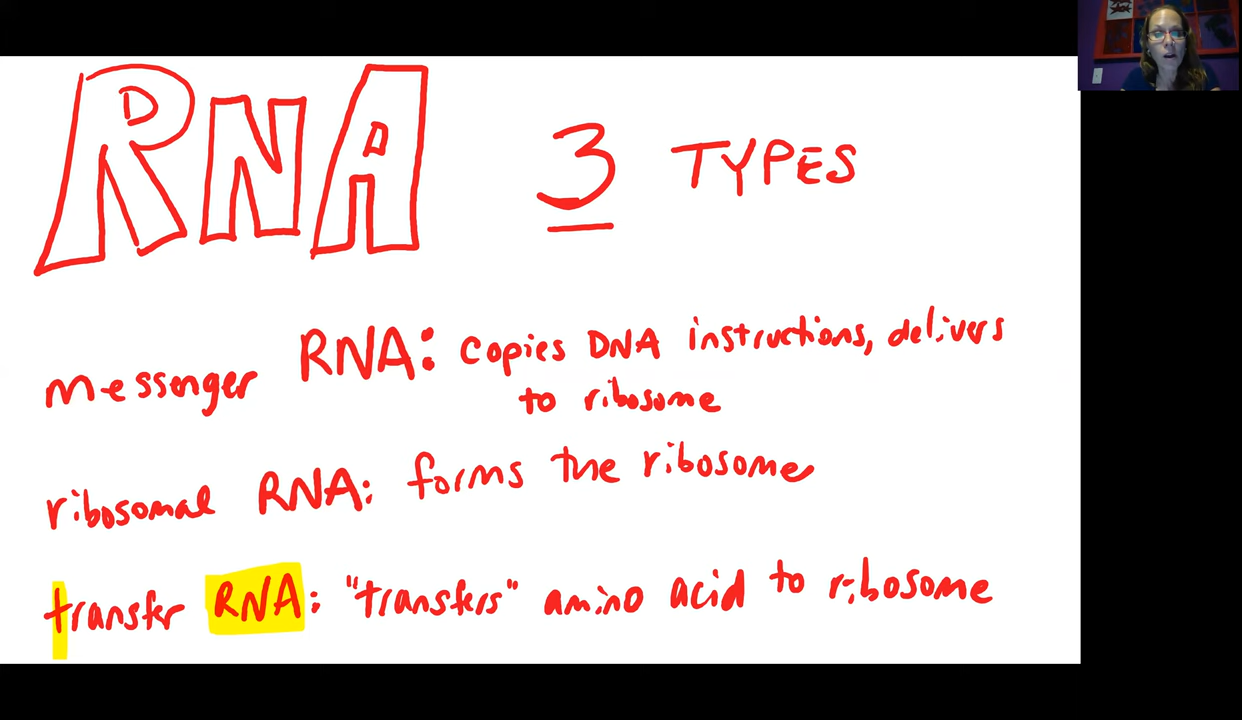 RNA 3 TYPES
messenger RNA: copies DNA instructions, delivers
to ribosome
ribosomal RNA: forms the ribosome
transfer RNA: "transfers" amino acid to ribosome